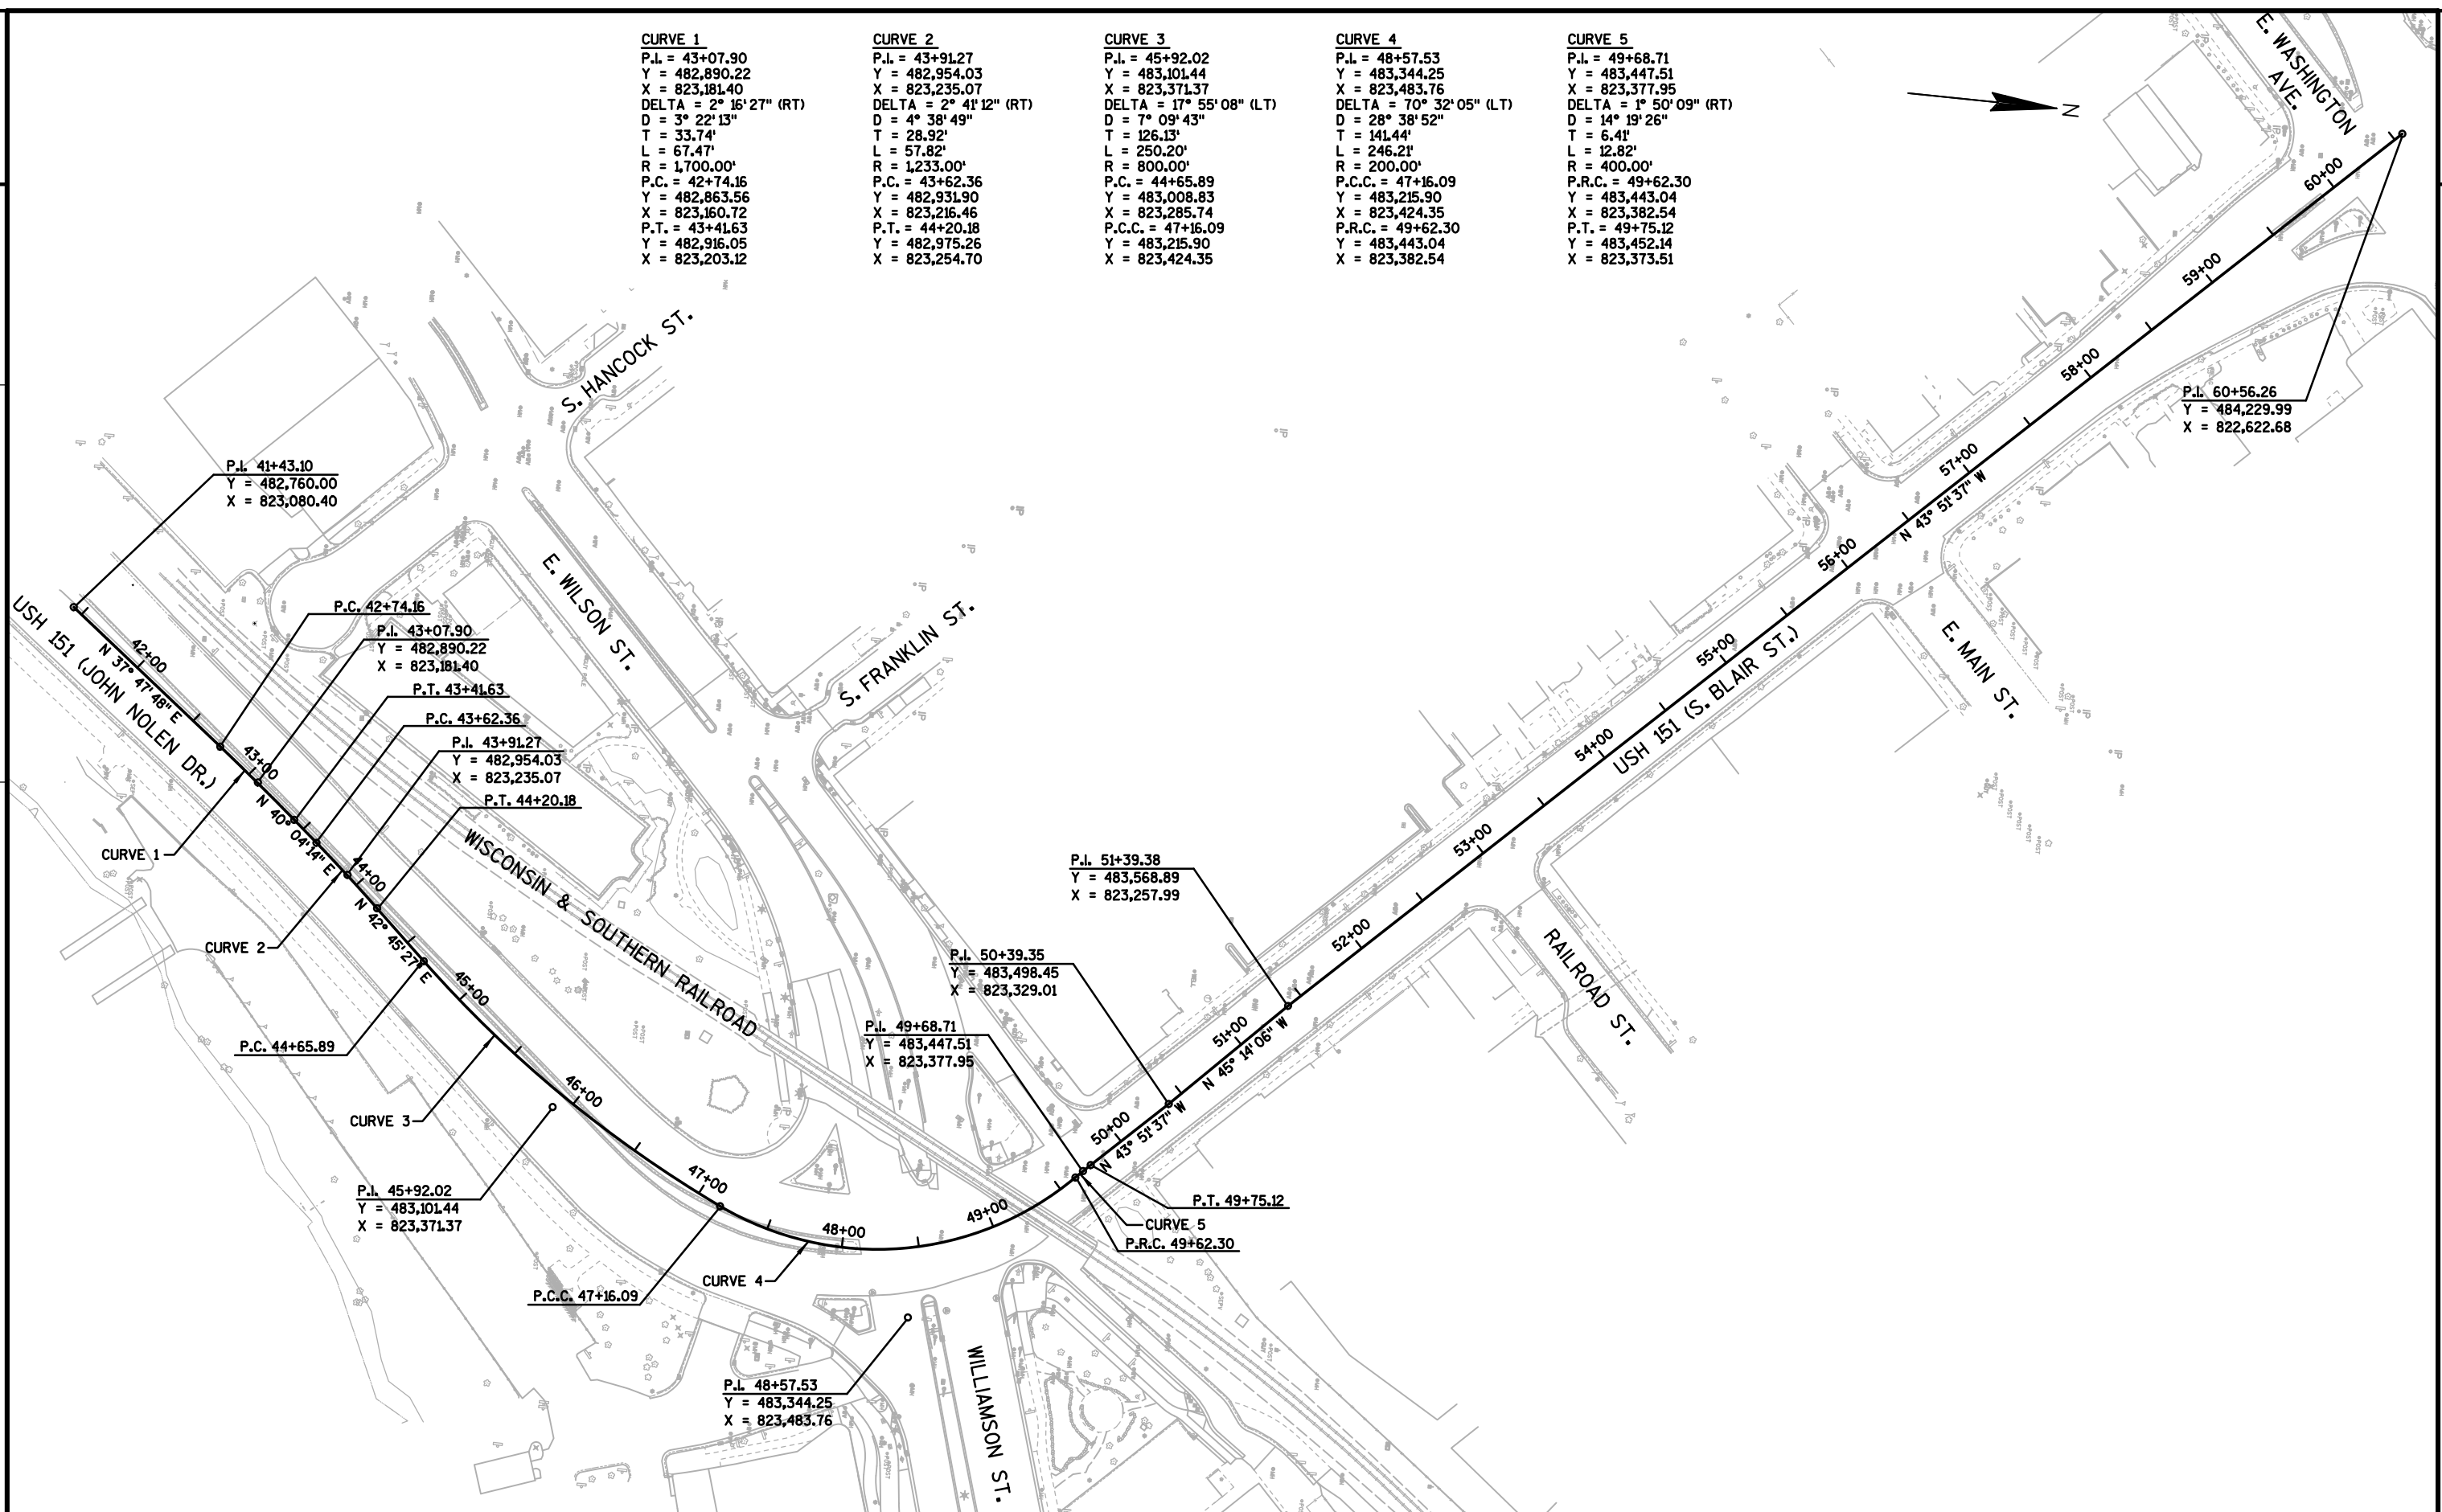 CURVE 1
P.I. = 43+07.90
Y = 482,890.22
X = 823,181.40
DELTA = 2° 16' 27" (RT)
D = 3° 22' 13"
T = 33.74'
L = 67.47'
R = 1,700.00'
P.C. = 42+74.16
Y = 482,863.56
X = 823,160.72
P.T. = 43+41.63
Y = 482,916.05
X = 823,203.12
CURVE 2
P.I. = 43+91.27
Y = 482,954.03
X = 823,235.07
DELTA = 2° 41' 12" (RT)
D = 4° 38' 49"
T = 28.92'
L = 57.82'
R = 1,233.00'
P.C. = 43+62.36
Y = 482,931.90
X = 823,216.46
P.T. = 44+20.18
Y = 482,975.26
X = 823,254.70
CURVE 3
P.I. = 45+92.02
Y = 483,101.44
X = 823,371.37
DELTA = 17° 55' 08" (LT)
D = 7° 09' 43"
T = 126.13'
L = 250.20'
R = 800.00'
P.C. = 44+65.89
Y = 483,008.83
X = 823,285.74
P.C.C. = 47+16.09
Y = 483,215.90
X = 823,424.35
CURVE 4
P.I. = 48+57.53
Y = 483,344.25
X = 823,483.76
DELTA = 70° 32' 05" (LT)
D = 28° 38' 52"
T = 141.44'
L = 246.21'
R = 200.00'
P.C.C. = 47+16.09
Y = 483,215.90
X = 823,424.35
P.R.C. = 49+62.30
Y = 483,443.04
X = 823,382.54
CURVE 5
P.I. = 49+68.71
Y = 483,447.51
X = 823,377.95
DELTA = 1° 50' 09" (RT)
D = 14° 19' 26"
T = 6.41'
L = 12.82'
R = 400.00'
P.R.C. = 49+62.30
Y = 483,443.04
X = 823,382.54
P.T. = 49+75.12
Y = 483,452.14
X = 823,373.51
N
E. WASHINGTON
AVE.
60+00
59+00
58+00
57+00
N 43° 51' 37" W
56+00
55+00
54+00
53+00
52+00
51+00
50+00
P.I. 60+56.26
Y = 484,229.99
X = 822,622.68
S. HANCOCK ST.
E. WILSON ST.
S. FRANKLIN ST.
E. MAIN ST.
USH 151 (S. BLAIR ST.)
RAILROAD ST.
P.I. 41+43.10
Y = 482,760.00
X = 823,080.40
USH 151 (JOHN NOLEN DR.)
42+00
N 37° 47' 48" E
P.C. 42+74.16
P.I. 43+07.90
Y = 482,890.22
X = 823,181.40
P.T. 43+41.63
P.C. 43+62.36
P.I. 43+91.27
Y = 482,954.03
X = 823,235.07
P.T. 44+20.18
43+00
N 40° 04' 14" E
CURVE 1
44+00
N 42° 45' 27" E
CURVE 2
WISCONSIN & SOUTHERN RAILROAD
45+00
P.C. 44+65.89
CURVE 3
46+00
P.I. 45+92.02
Y = 483,101.44
X = 823,371.37
47+00
P.C.C. 47+16.09
CURVE 4
48+00
49+00
P.I. 48+57.53
Y = 483,344.25
X = 823,483.76
P.I. 51+39.38
Y = 483,568.89
X = 823,257.99
P.I. 50+39.35
Y = 483,498.45
X = 823,329.01
P.I. 49+68.71
Y = 483,447.51
X = 823,377.95
N 45° 14' 06" W
N 43° 51' 37" W
P.T. 49+75.12
CURVE 5
P.R.C. 49+62.30
WILLIAMSON ST.